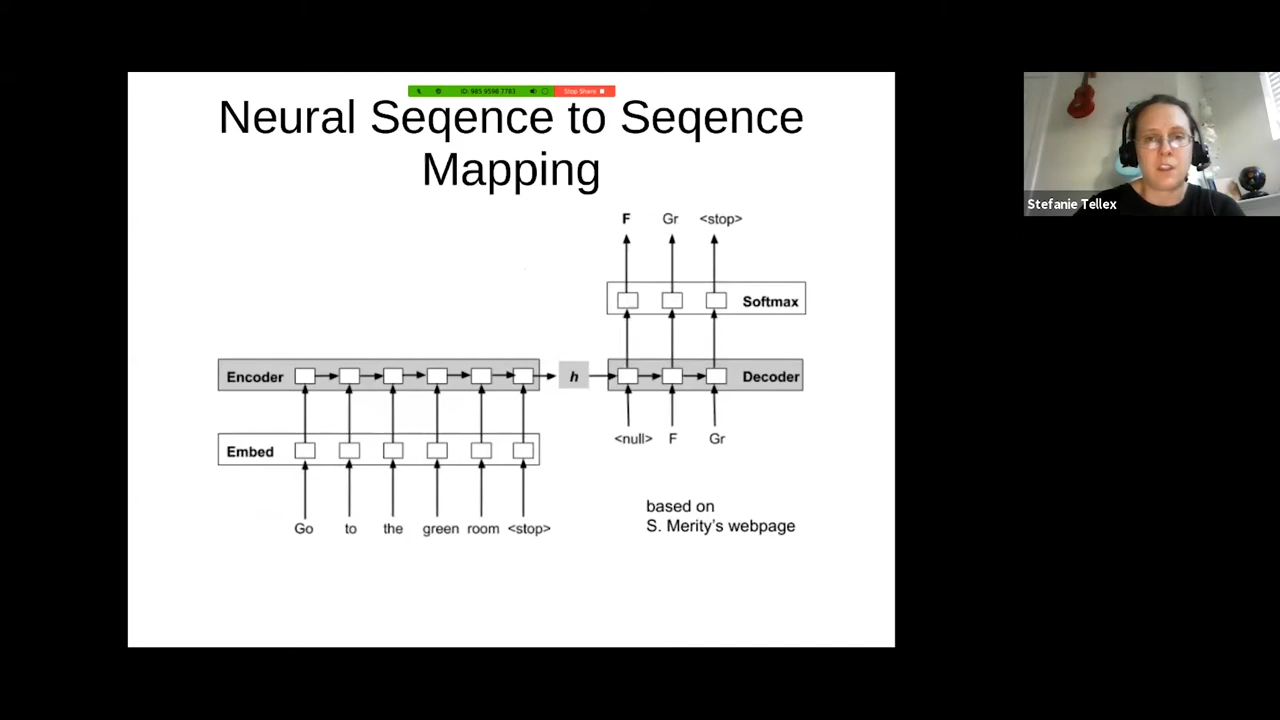 ID: 985 9598 7783 Stop Share
Neural Seqence to Seqence
Mapping
Stefanie Tellex
F Gr <stop>
Softmax
Encoder h Decoder
<null> F Gr
Embed
based on
S. Merity's webpage
Go to the green room <stop>